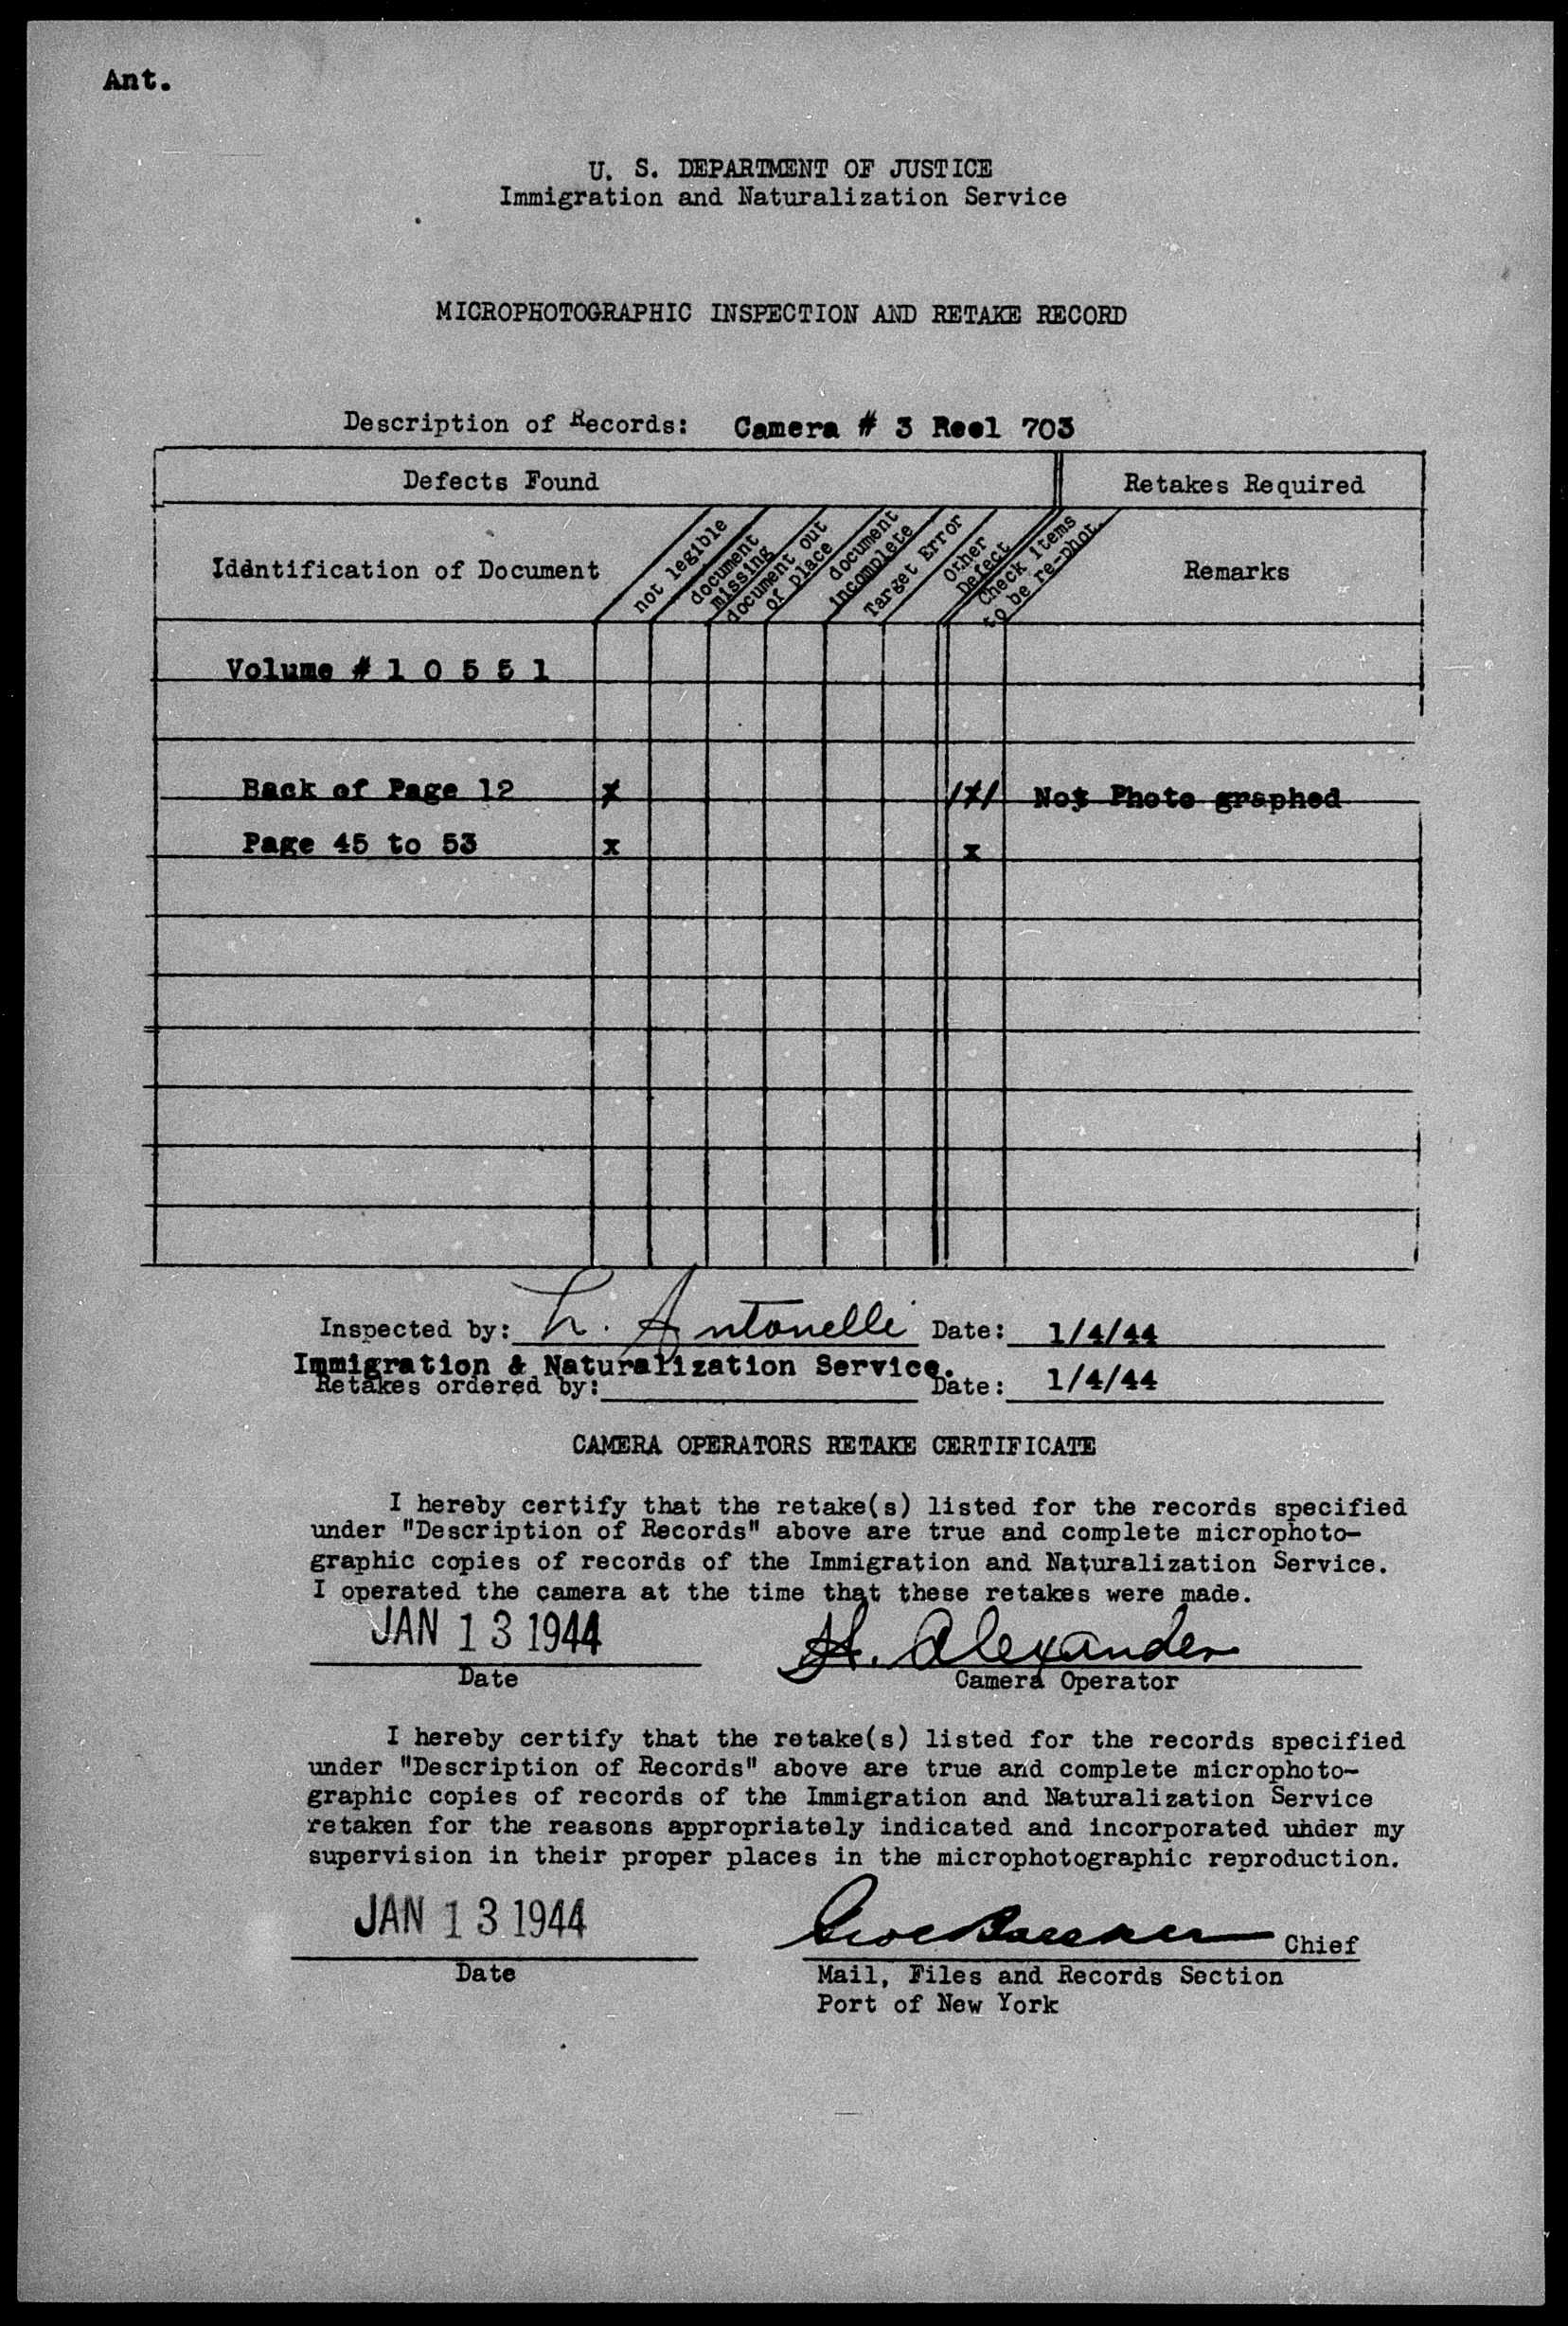 Ant.
U. S. DEPARTMENT OF JUSTICE
Immigration and Naturalization Service
MICROPHOTOGRAPHIC INSPECTION AND RETAKE RECORD
Description of Records: Camera # 3 Reel 703
Defects Found
Retakes Required
Idantification of Document
not legible
document missing
document out of place
document incomplete
Target Error
Other Defect
Check items to be re-phot.
Remarks
Volume # 1 0 5 5 1
Back of Page 12 x /x/ Not Photo graphed
Page 45 to 53 x x
Inspected by: L. Antonelli Date: 1/4/44
Immigration & Naturalization Service.
Retakes ordered by: Date: 1/4/44
CAMERA OPERATORS RETAKE CERTIFICATE
I hereby certify that the retake(s) listed for the records specified
under "Description of Records" above are true and complete microphoto-
graphic copies of records of the Immigration and Naturalization Service.
I operated the camera at the time that these retakes were made.
JAN 13 1944 H. Alexander
Date Camera Operator
I hereby certify that the retake(s) listed for the records specified
under "Description of Records" above are true and complete microphoto-
graphic copies of records of the Immigration and Naturalization Service
retaken for the reasons appropriately indicated and incorporated uhder my
supervision in their proper places in the microphotographic reproduction.
JAN 13 1944 Chief
Date Mail, Files and Records Section
Port of New York